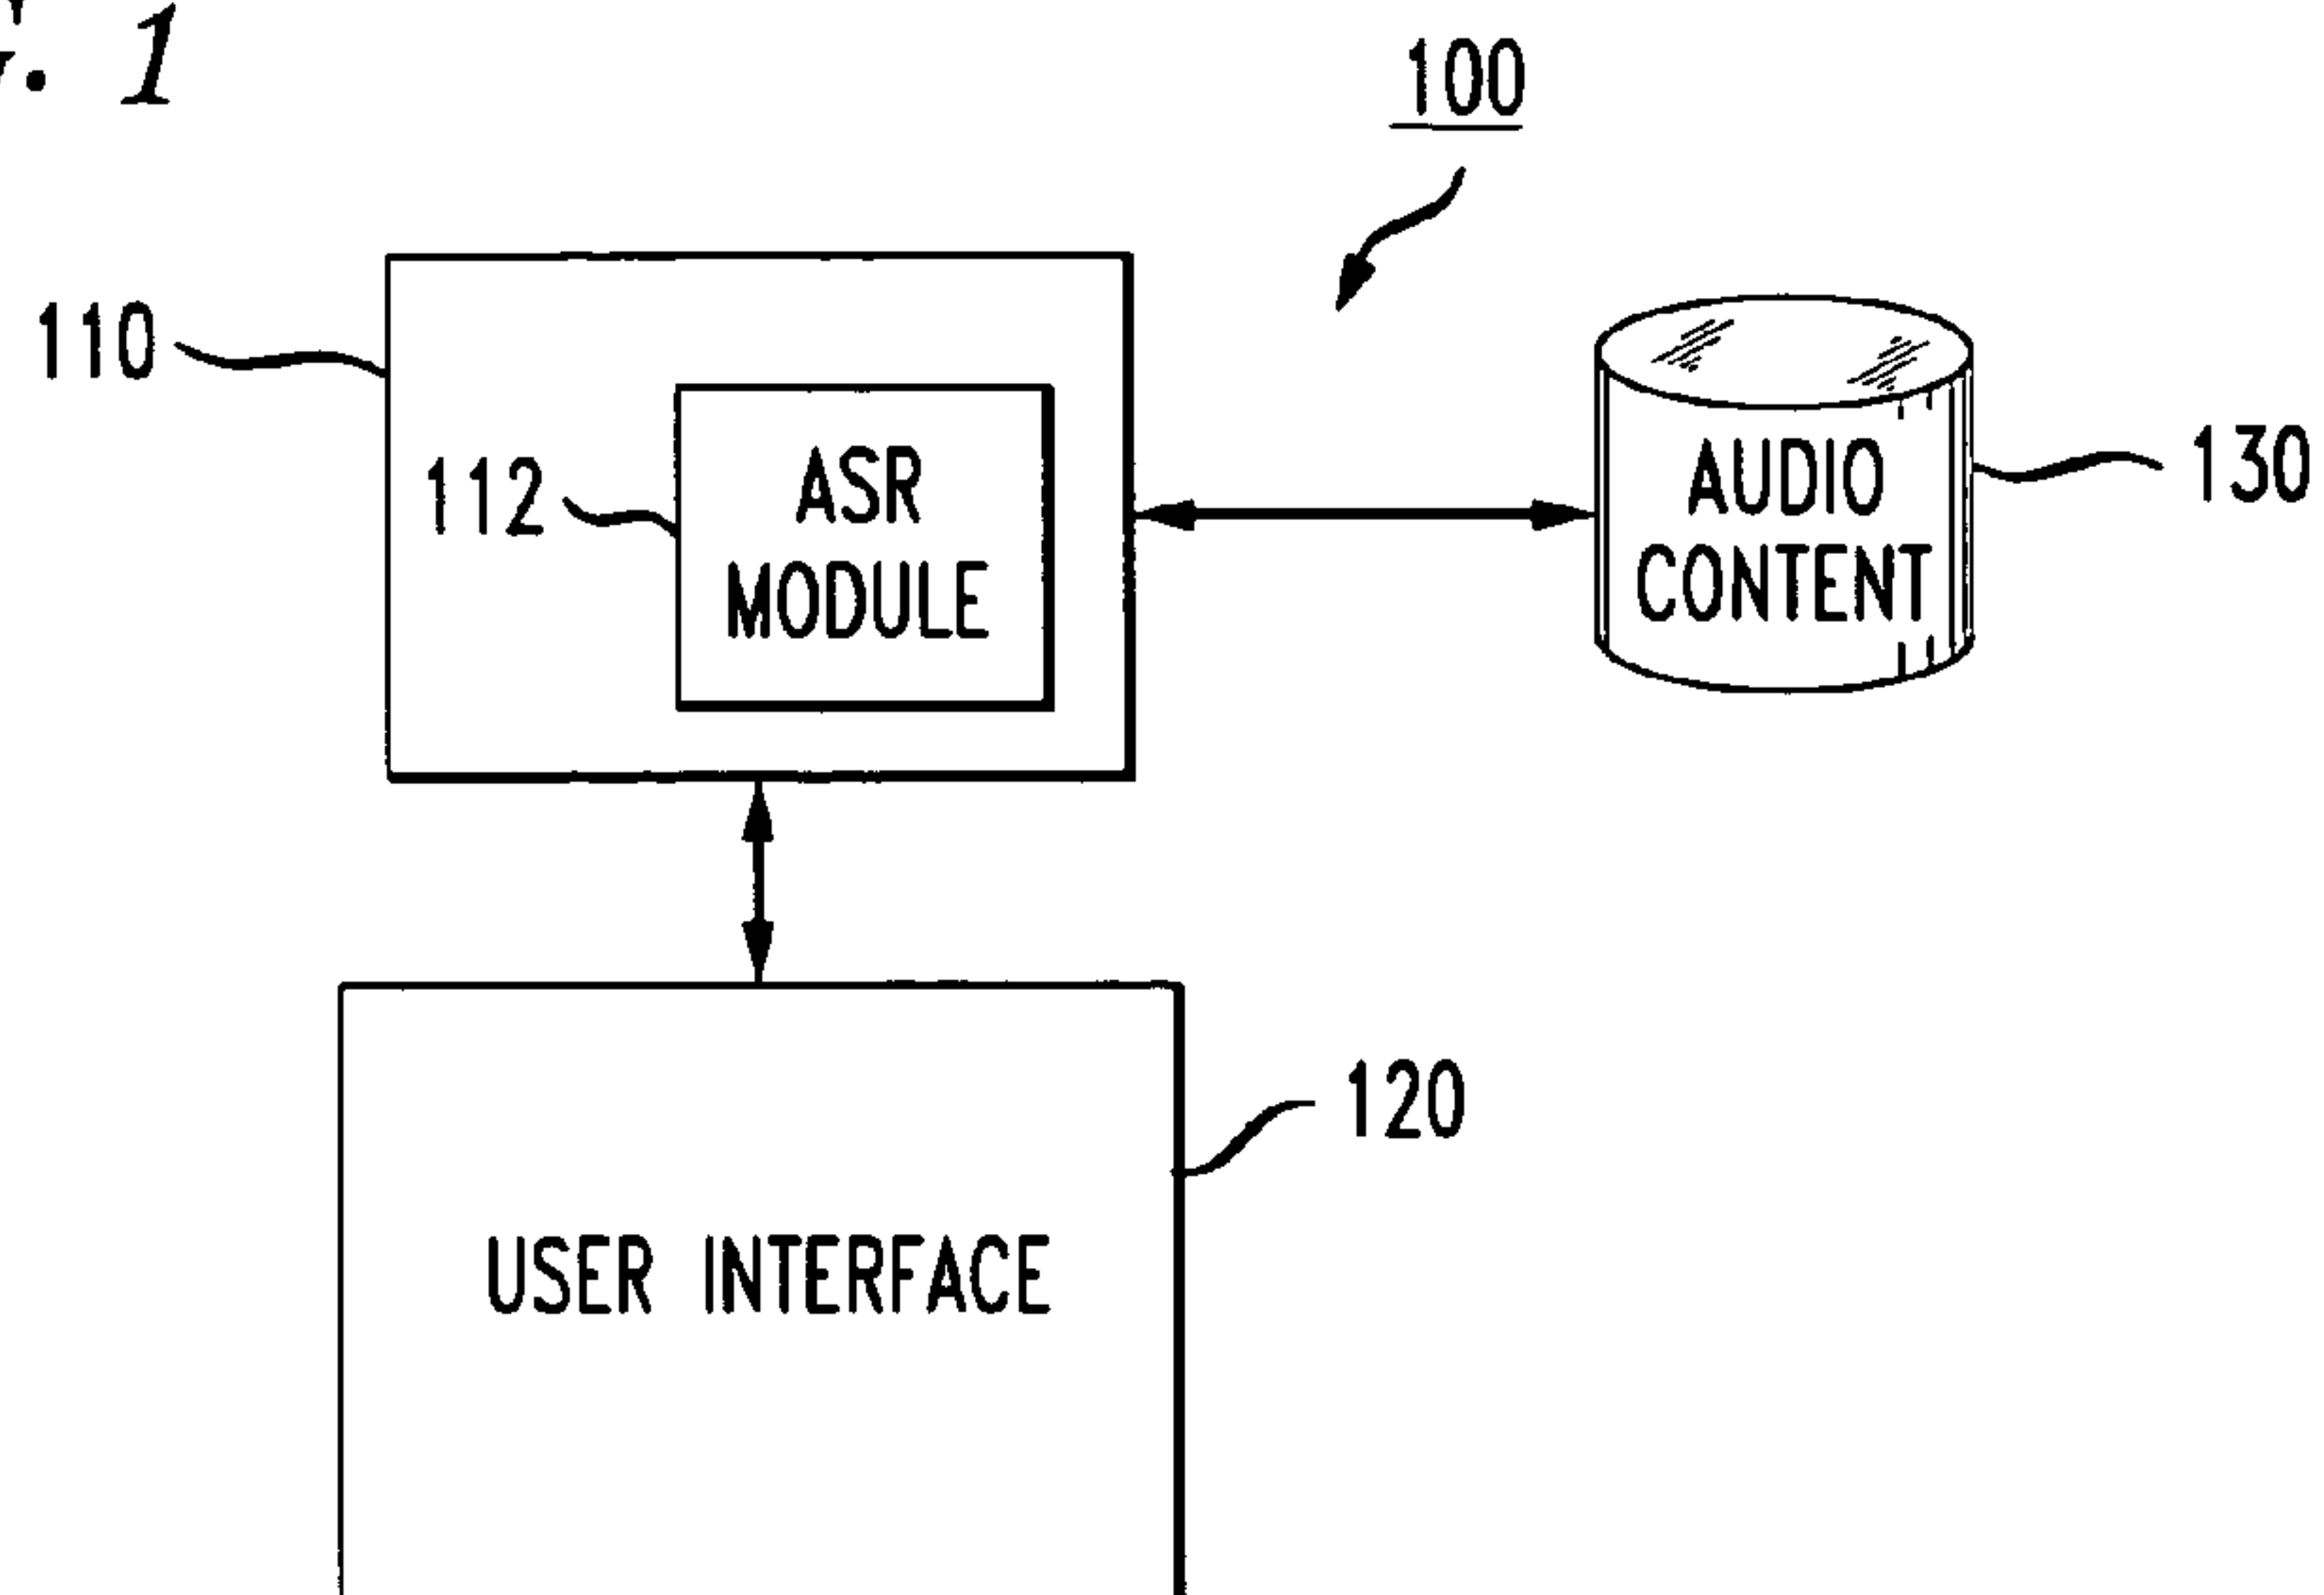 . 1
100
110
112
ASR
MODULE
AUDIO
CONTENT
130
120
USER INTERFACE